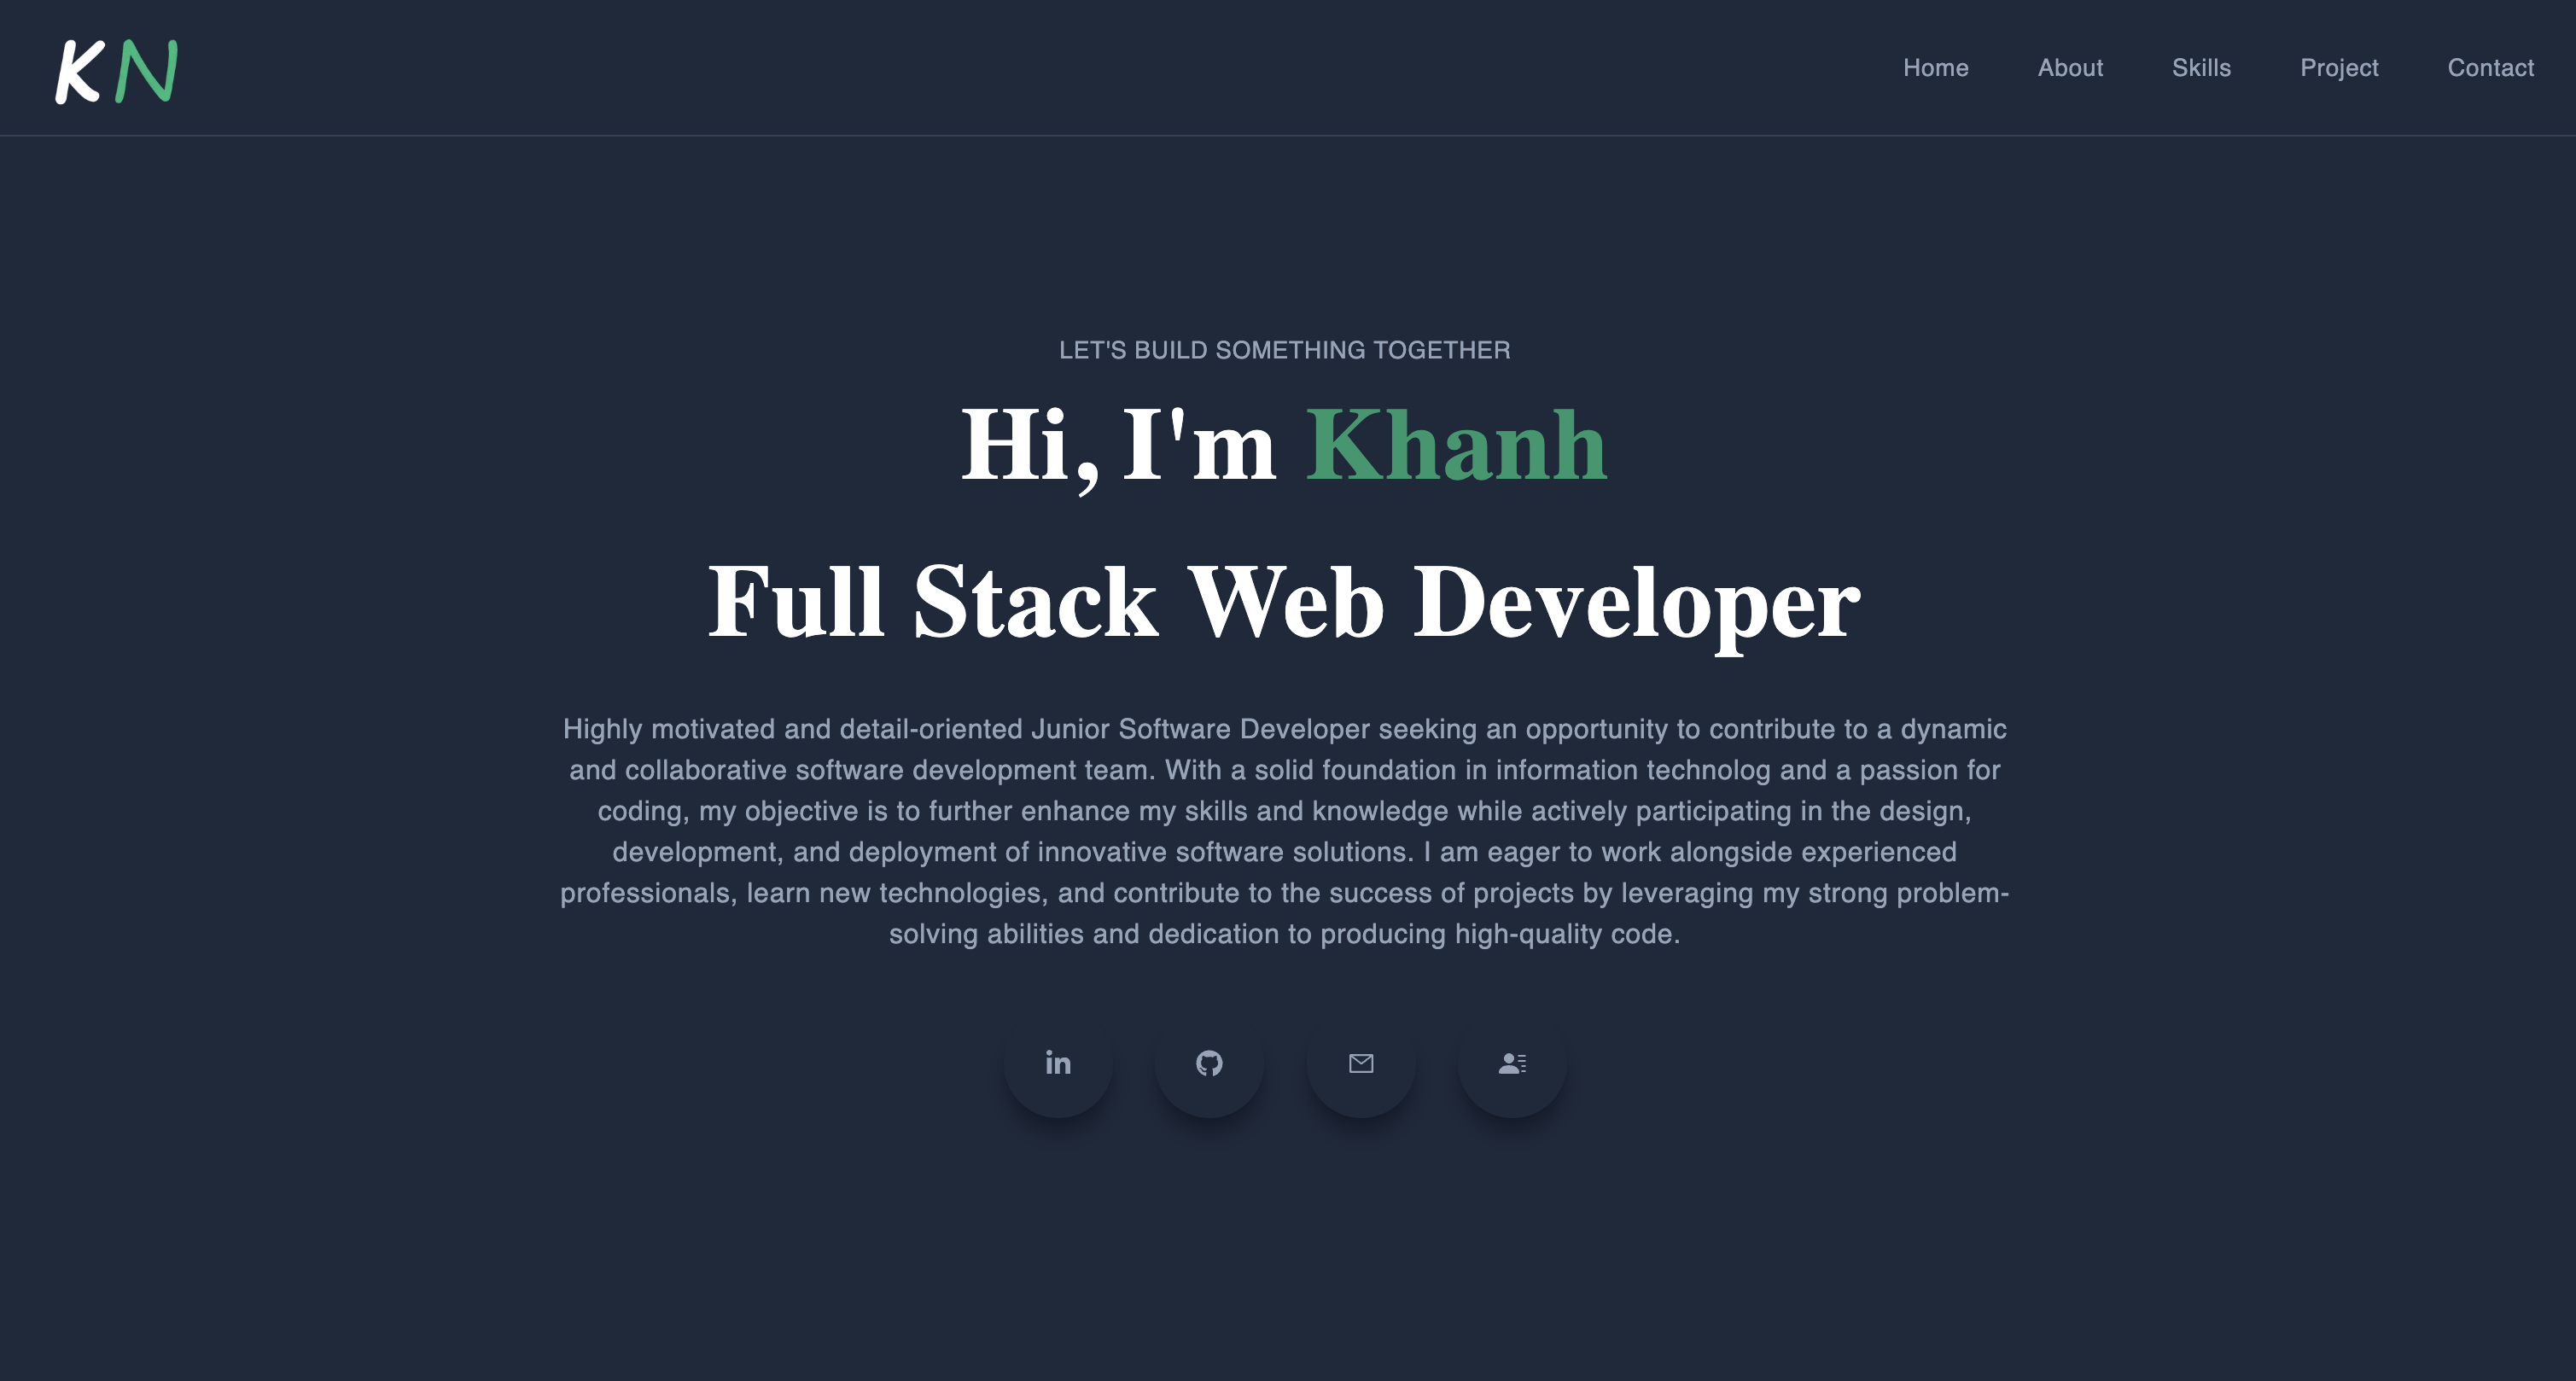 KN
Home About Skills Project Contact
LET'S BUILD SOMETHING TOGETHER
Hi, I'm Khanh
Full Stack Web Developer
Highly motivated and detail-oriented Junior Software Developer seeking an opportunity to contribute to a dynamic
and collaborative software development team. With a solid foundation in information technolog and a passion for
coding, my objective is to further enhance my skills and knowledge while actively participating in the design,
development, and deployment of innovative software solutions. I am eager to work alongside experienced
professionals, learn new technologies, and contribute to the success of projects by leveraging my strong problem-
solving abilities and dedication to producing high-quality code.
in